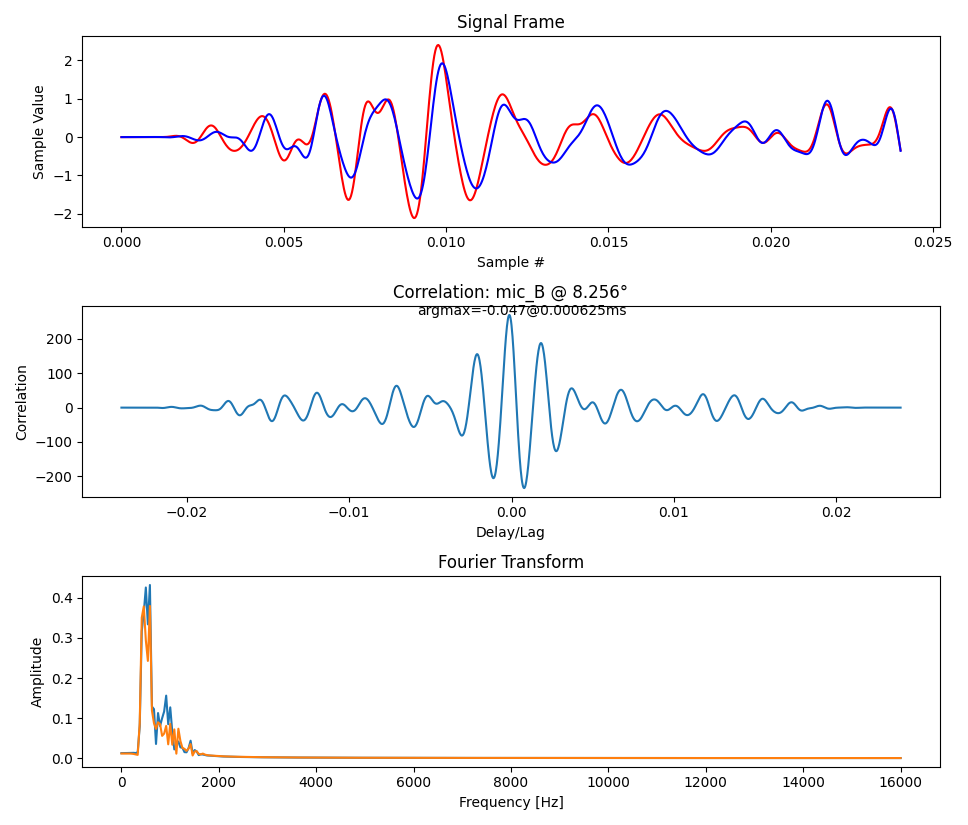 Signal Frame
2
1
0
−1
−2
Sample Value
0.000 0.005 0.010 0.015 0.020 0.025
Sample #
Correlation: mic_B @ 8.256°
argmax=-0.047@0.000625ms
200
100
0
−100
−200
Correlation
−0.02 −0.01 0.00 0.01 0.02
Delay/Lag
Fourier Transform
0.4
0.3
0.2
0.1
0.0
Amplitude
0 2000 4000 6000 8000 10000 12000 14000 16000
Frequency [Hz]